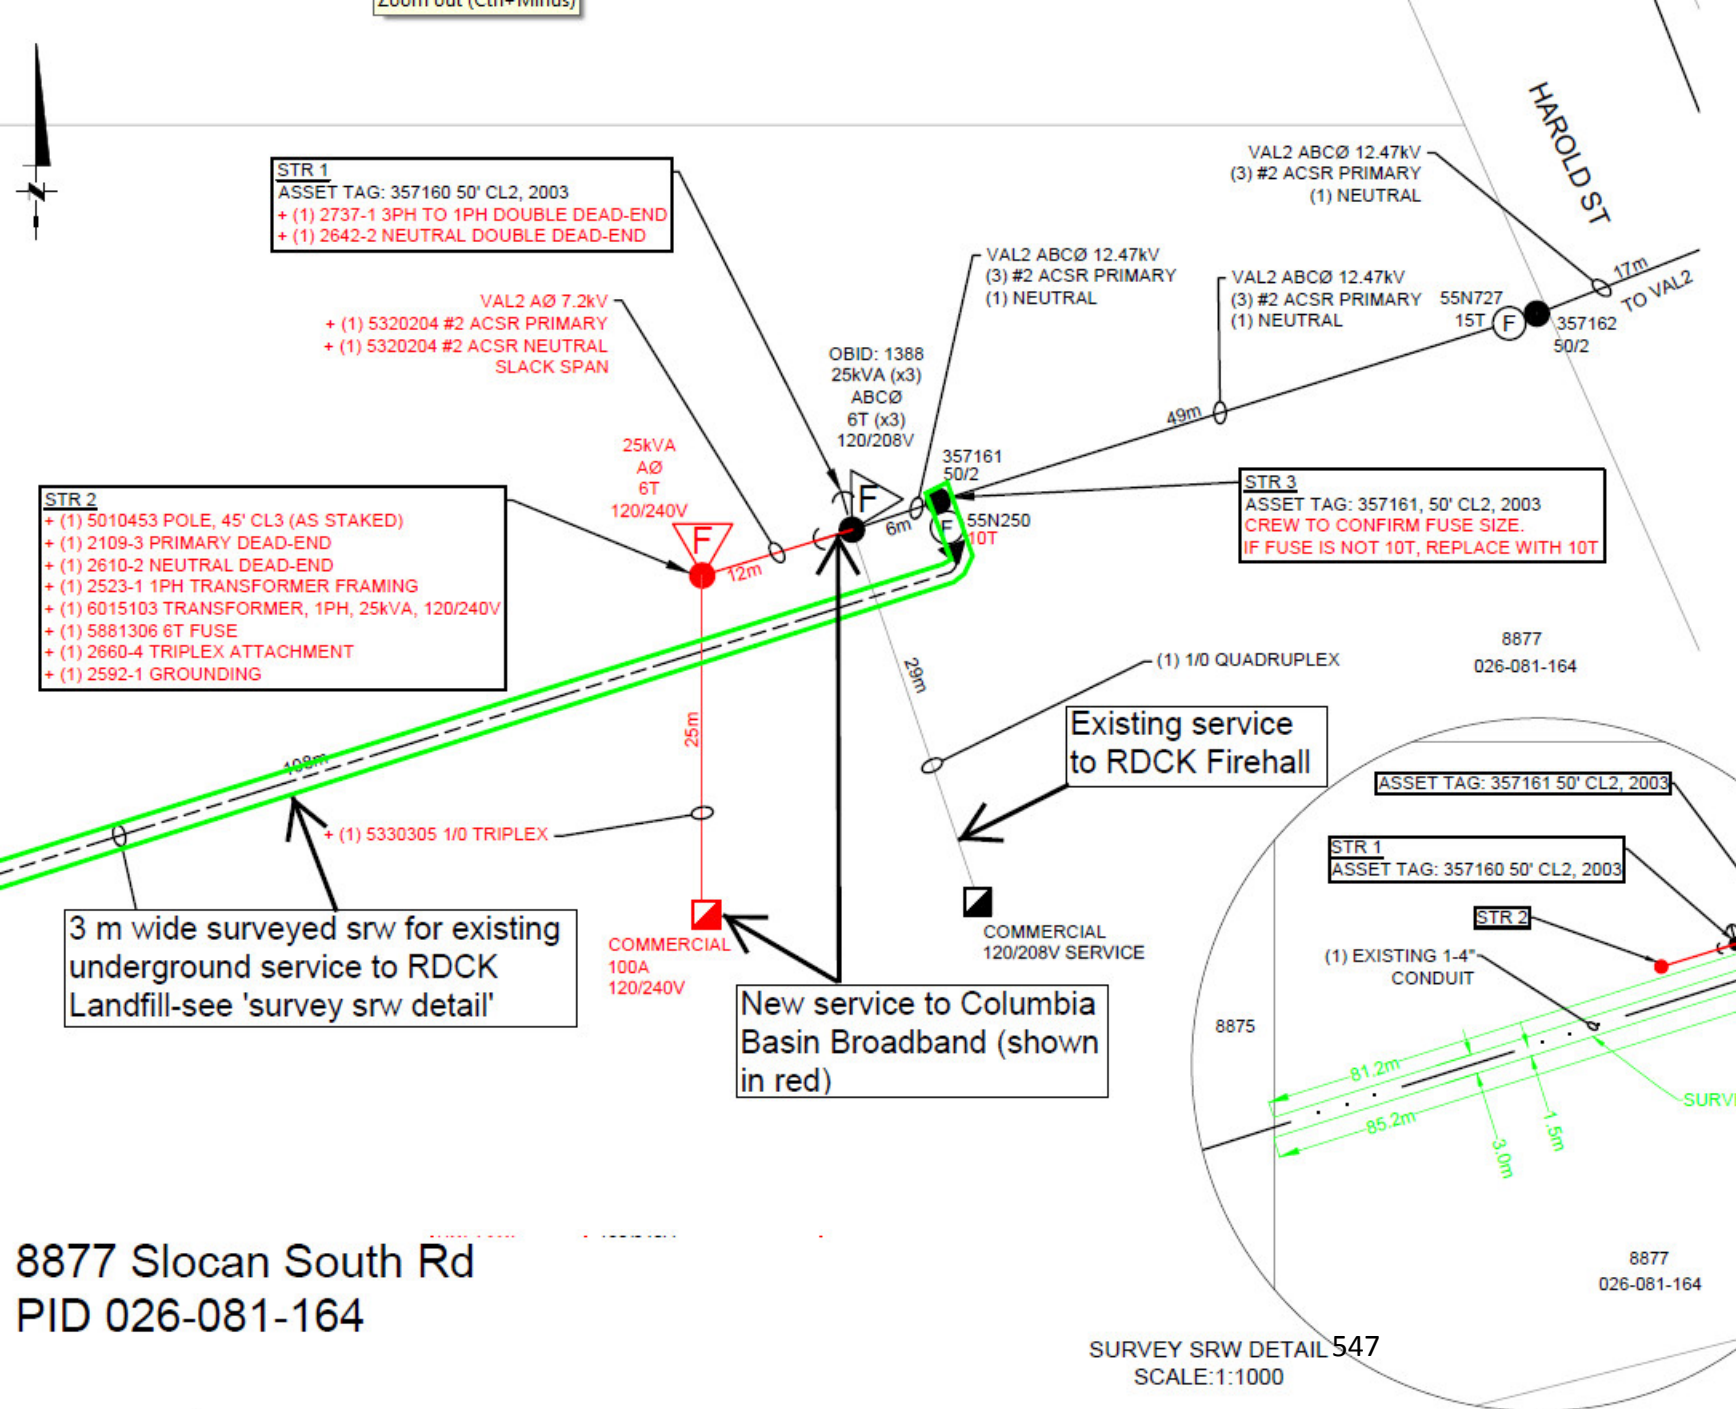 Zoom out (Ctrl+Minus)
HAROLD ST
STR 1
ASSET TAG: 357160 50' CL2, 2003
+ (1) 2737-1 3PH TO 1PH DOUBLE DEAD-END
+ (1) 2642-2 NEUTRAL DOUBLE DEAD-END
VAL2 ABCØ 12.47kV
(3) #2 ACSR PRIMARY
(1) NEUTRAL
17m
TO VAL2
VAL2 ABCØ 12.47kV
(3) #2 ACSR PRIMARY
(1) NEUTRAL
VAL2 ABCØ 12.47kV
(3) #2 ACSR PRIMARY
(1) NEUTRAL
55N727
15T
F
357162
50/2
VAL2 AØ 7.2kV
+ (1) 5320204 #2 ACSR PRIMARY
+ (1) 5320204 #2 ACSR NEUTRAL
SLACK SPAN
OBID: 1388
25kVA (x3)
ABCØ
6T (x3)
120/208V
49m
25kVA
AØ
6T
120/240V
F
F
12m
6m
357161
50/2
F
55N250
10T
STR 2
+ (1) 5010453 POLE, 45' CL3 (AS STAKED)
+ (1) 2109-3 PRIMARY DEAD-END
+ (1) 2610-2 NEUTRAL DEAD-END
+ (1) 2523-1 1PH TRANSFORMER FRAMING
+ (1) 6015103 TRANSFORMER, 1PH, 25kVA, 120/240V
+ (1) 5881306 6T FUSE
+ (1) 2660-4 TRIPLEX ATTACHMENT
+ (1) 2592-1 GROUNDING
STR 3
ASSET TAG: 357161, 50' CL2, 2003
CREW TO CONFIRM FUSE SIZE.
IF FUSE IS NOT 10T, REPLACE WITH 10T
8877
026-081-164
(1) 1/0 QUADRUPLEX
29m
25m
Existing service
to RDCK Firehall
+ (1) 5330305 1/0 TRIPLEX
3 m wide surveyed srw for existing
underground service to RDCK
Landfill-see 'survey srw detail'
COMMERCIAL
100A
120/240V
COMMERCIAL
120/208V SERVICE
New service to Columbia
Basin Broadband (shown
in red)
ASSET TAG: 357161 50' CL2, 2003
STR 1
ASSET TAG: 357160 50' CL2, 2003
STR 2
(1) EXISTING 1-4"
CONDUIT
8875
81.2m
85.2m
3.0m
1.5m
8877
026-081-164
8877 Slocan South Rd
PID 026-081-164
SURVEY SRW DETAIL
547
SCALE:1:1000